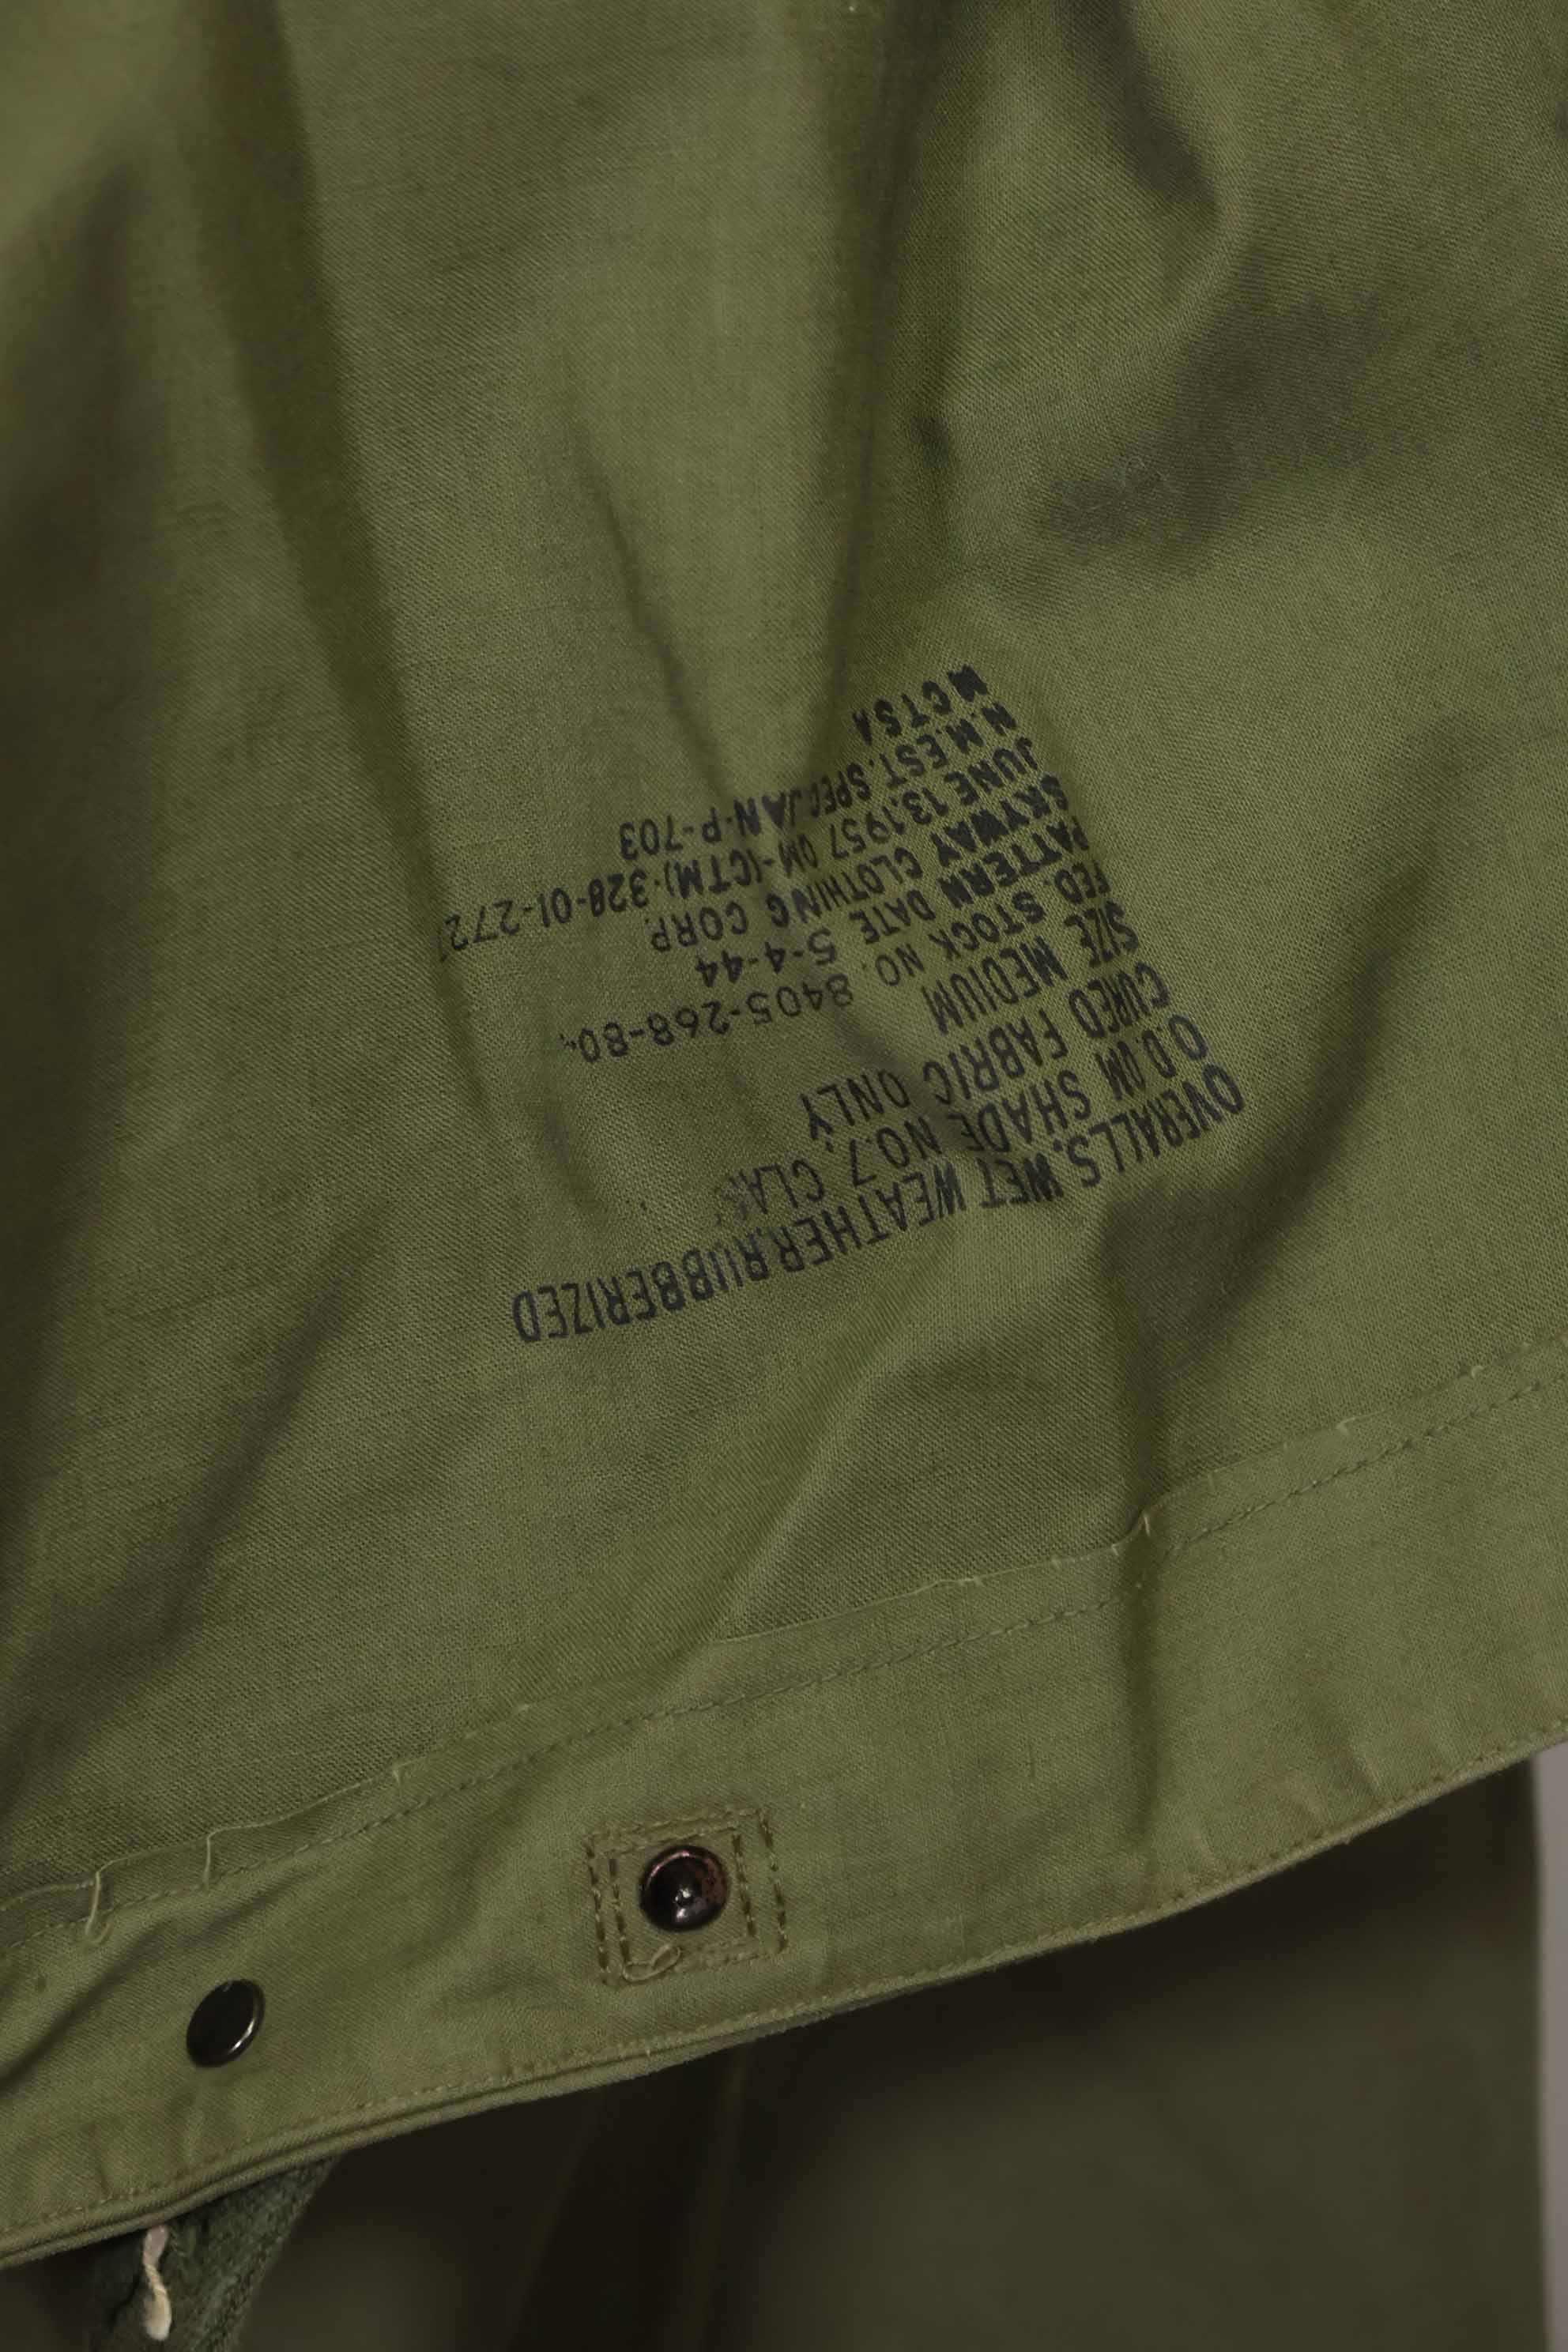 OVERALLS, WET WEATHER, RUBBERIZED
O.D. QM SHADE NO.7,
CURED FABRIC ONLY
SIZE MEDIUM
FED. STOCK NO. 8405-268-80
PATTERN DATE 5-4-44
SKYWAY CLOTHING CORP.
JUNE 13,1957 QM-(CTM)-328-01-272
N.M.EST. SPEC JAN-P-703
MCTSA